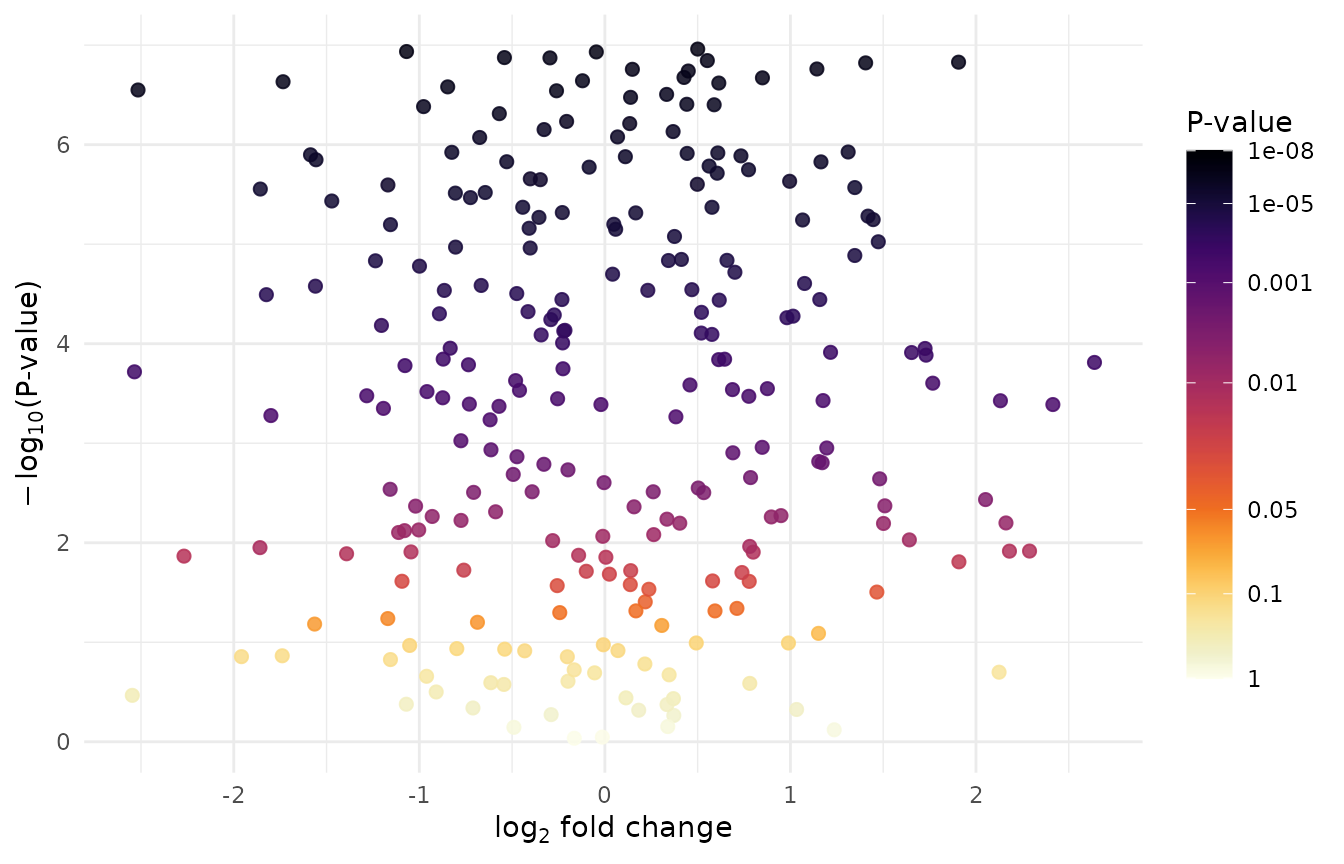 − log₁₀(P-value)
6
4
2
0
-2 -1 0 1 2
log₂ fold change
P-value
1e-08
1e-05
0.001
0.01
0.05
0.1
1